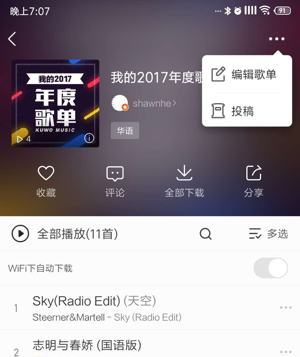 晚上7:07
91
编辑歌单
投稿
我的2017
年度
歌单
KUWO MUSIC
4
我的2017年度歌
shawnhe
华语
收藏
评论
全部下载
分享
全部播放(11首)
多选
WiFi下自动下载
1
Sky(Radio Edit) (天空)
Steerner&Martell - Sky (Radio Edit)
2
志明与春娇 (国语版)